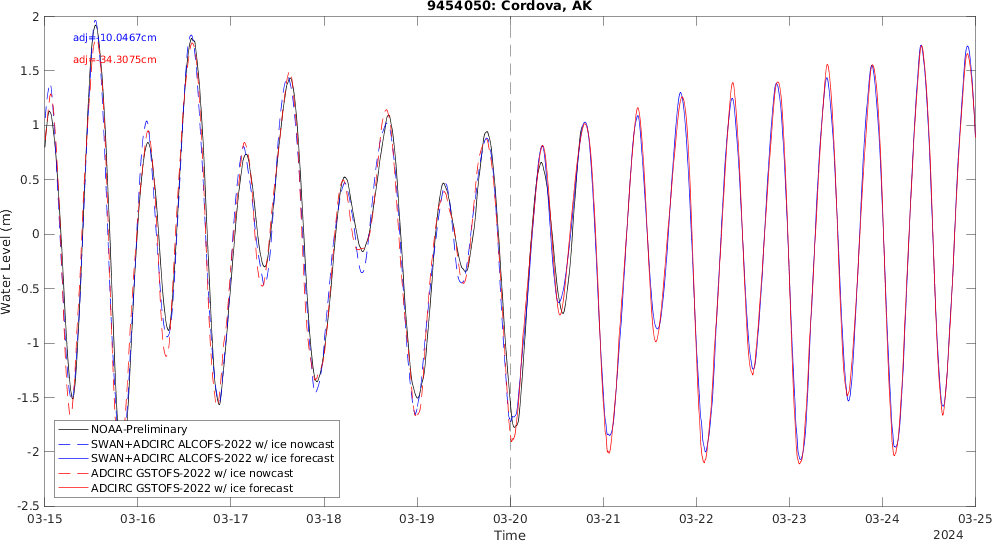 9454050: Cordova, AK
adj=-10.0467cm
adj=-34.3075cm
Water Level (m)
2
1.5
1
0.5
0
-0.5
-1
-1.5
-2
-2.5
NOAA-Preliminary
SWAN+ADCIRC ALCOFS-2022 w/ ice nowcast
SWAN+ADCIRC ALCOFS-2022 w/ ice forecast
ADCIRC GSTOFS-2022 w/ ice nowcast
ADCIRC GSTOFS-2022 w/ ice forecast
03-15 03-16 03-17 03-18 03-19 03-20 03-21 03-22 03-23 03-24 03-25
Time
2024